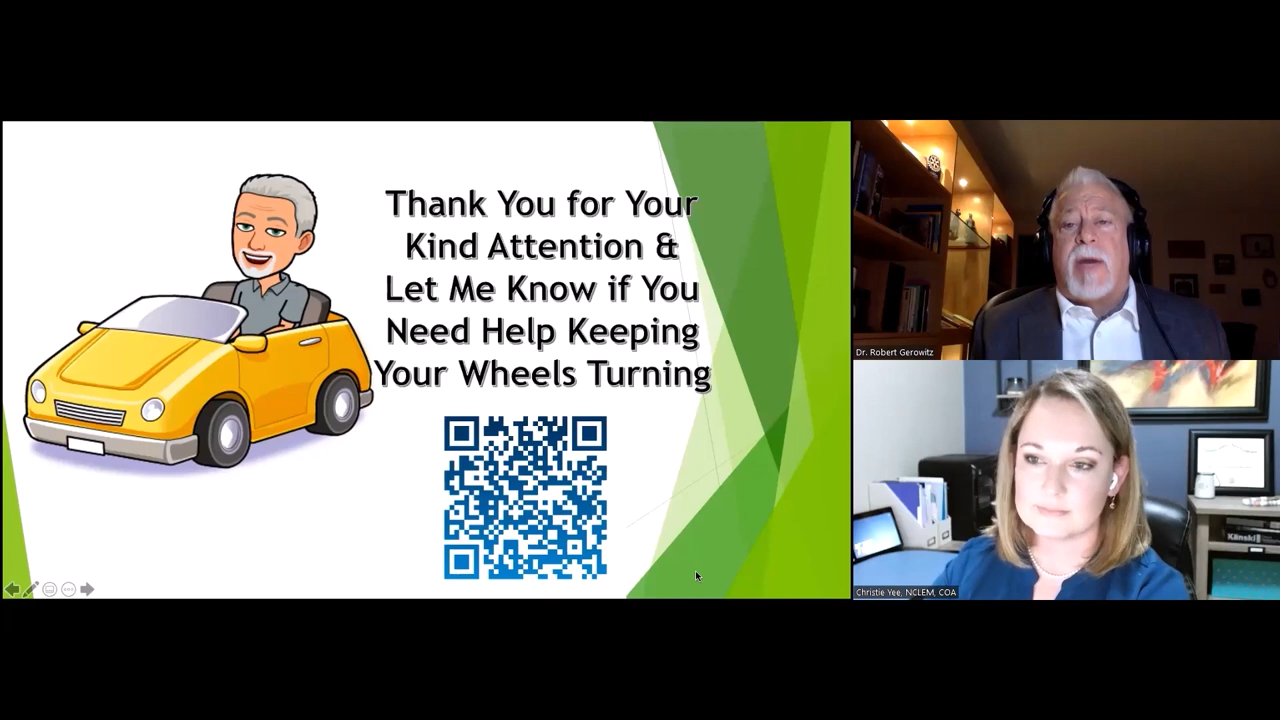 Thank You for Your
Kind Attention &
Let Me Know if You
Need Help Keeping
Your Wheels Turning
Dr. Robert Gerowitz
Christie Yee, NCLEM, COA
Kānski